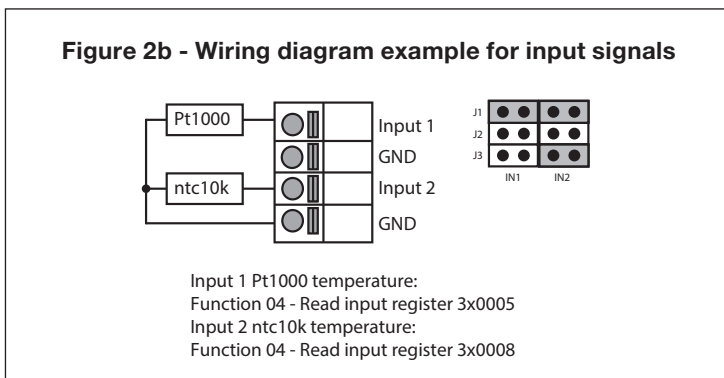 Figure 2b - Wiring diagram example for input signals
Pt1000
Input 1
GND
ntc10k
Input 2
GND
J1
J2
J3
IN1 IN2
Input 1 Pt1000 temperature:
Function 04 - Read input register 3x0005
Input 2 ntc10k temperature:
Function 04 - Read input register 3x0008